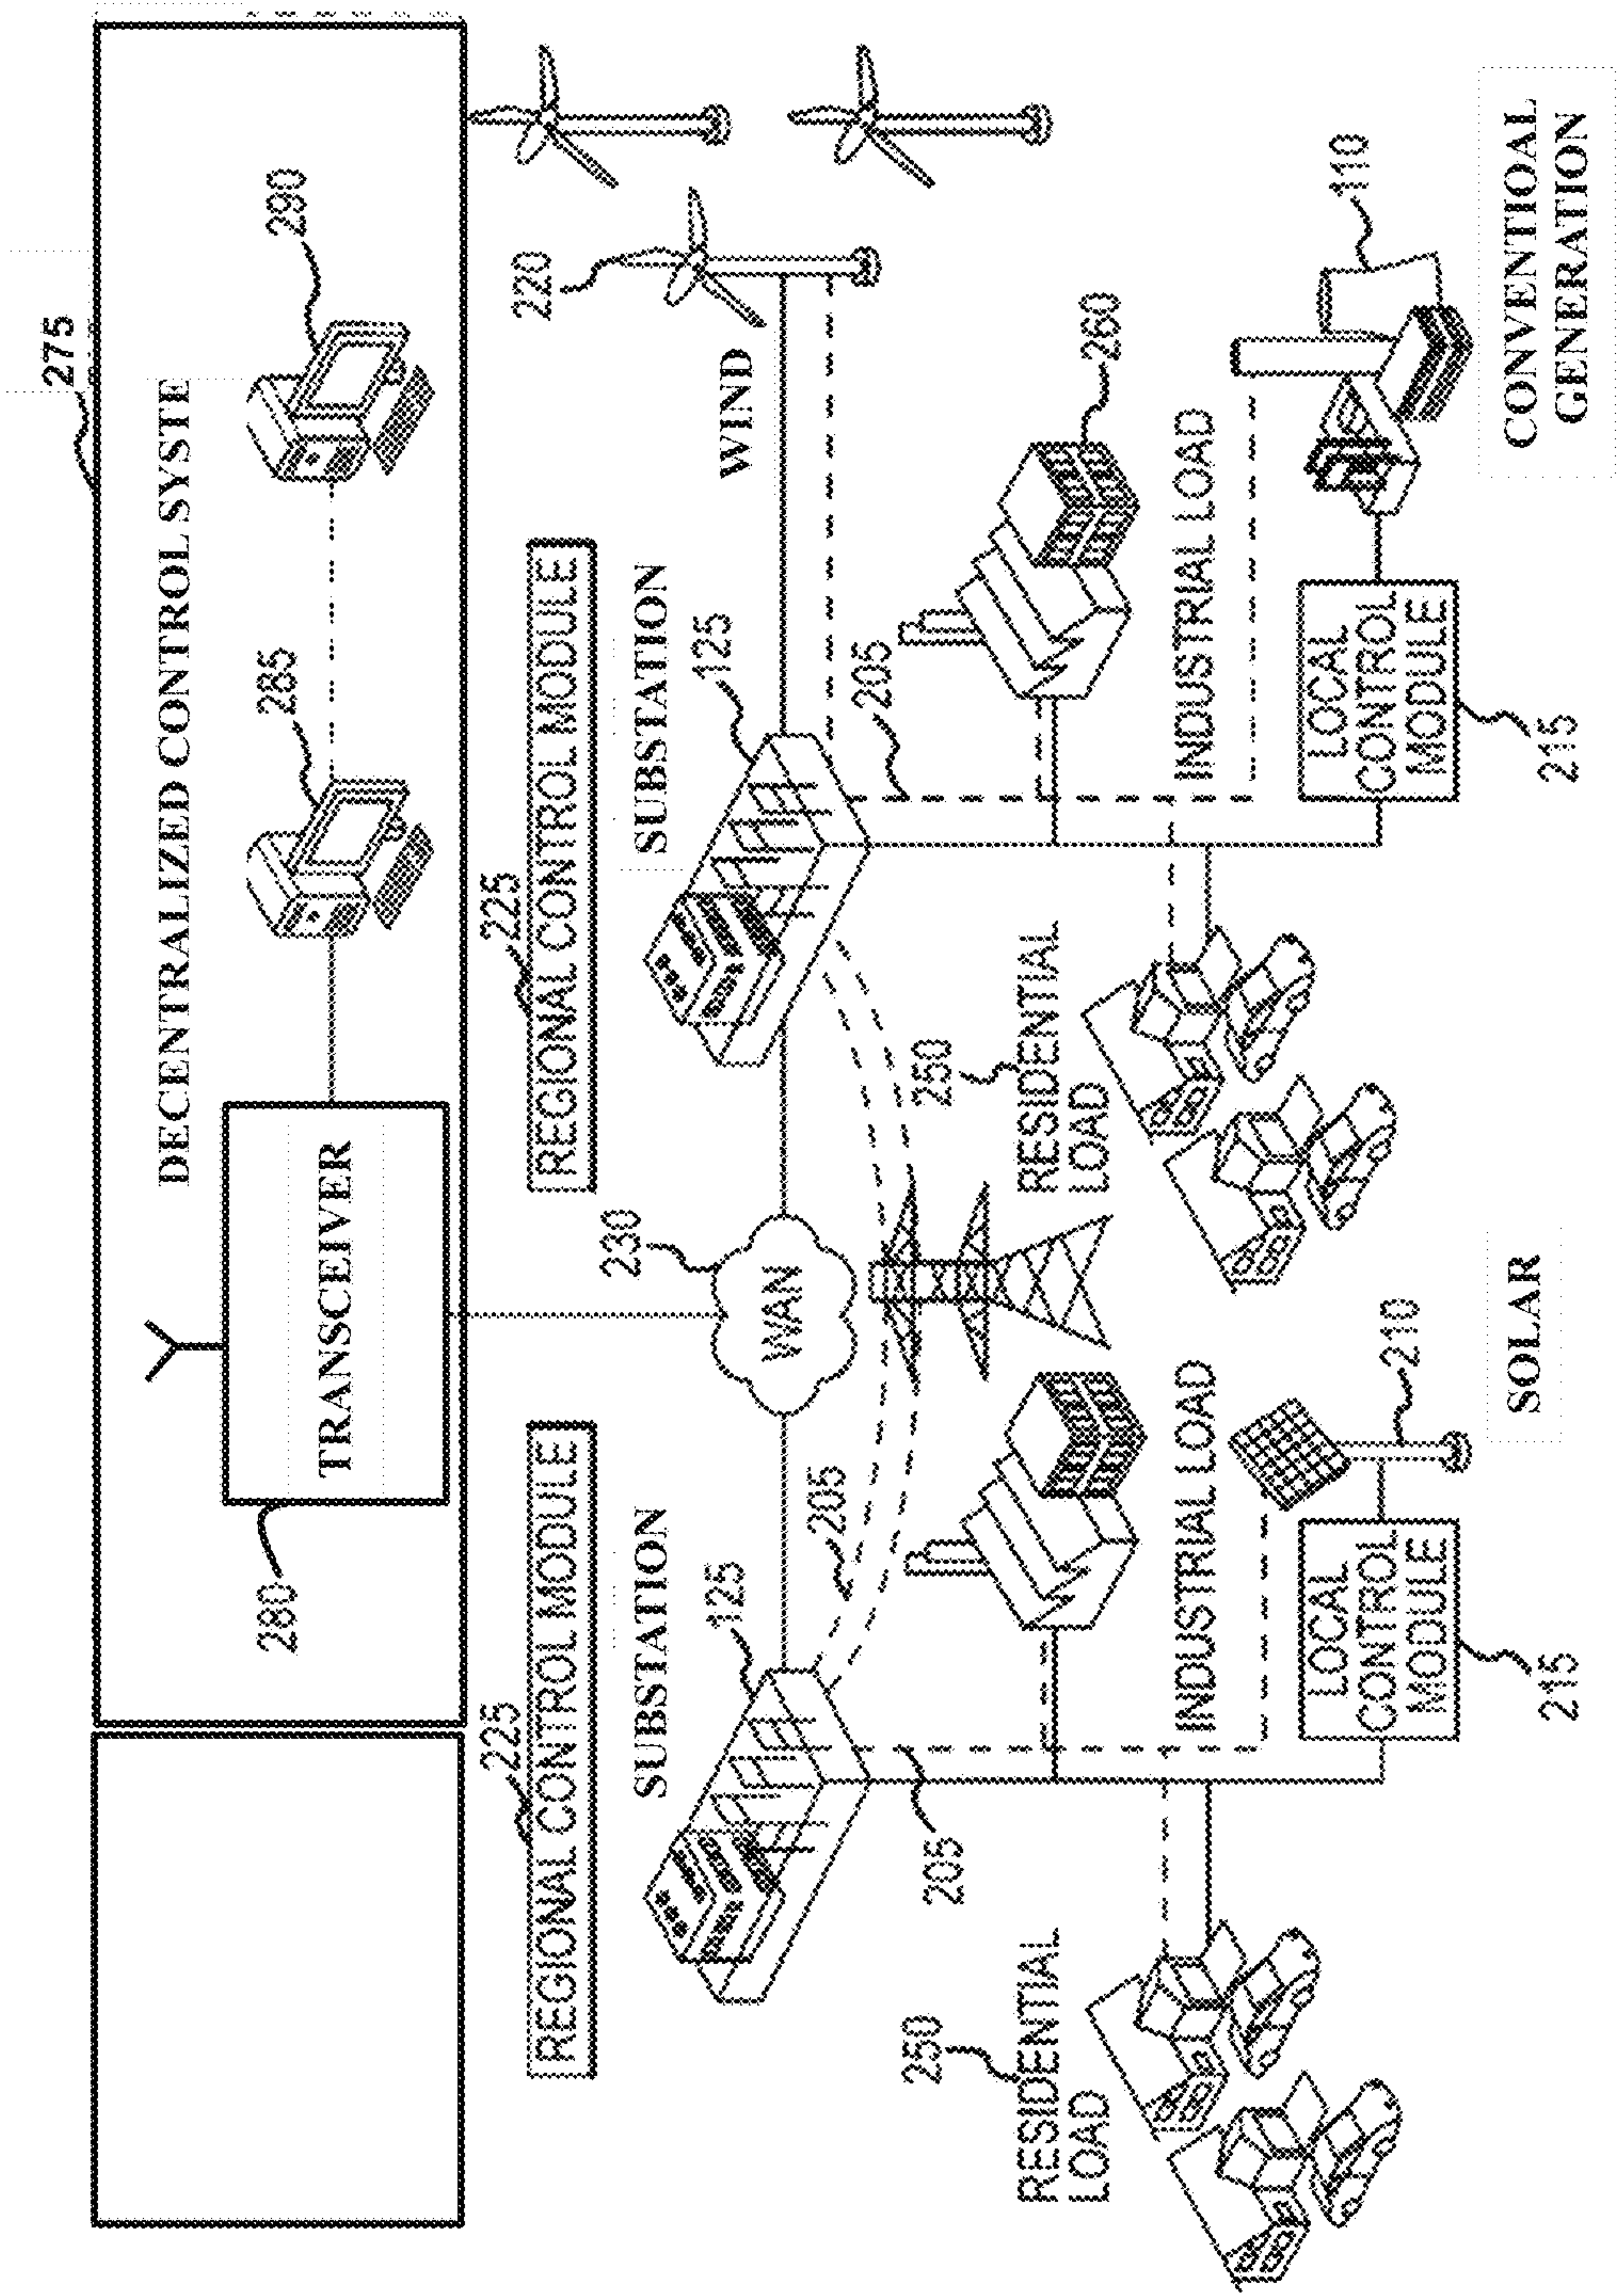 275
DECENTRALIZED CONTROL SYSTE
280
TRANSCEIVER
285
290
225
REGIONAL CONTROL MODULE
225
REGIONAL CONTROL MODULE
SUBSTATION
125
230
WAN
SUBSTATION
125
220
WIND
205
205
205
250
RESIDENTIAL
LOAD
INDUSTRIAL LOAD
250
RESIDENTIAL
LOAD
260
INDUSTRIAL LOAD
LOCAL
CONTROL
MODULE
215
210
SOLAR
LOCAL
CONTROL
MODULE
215
110
CONVENTIOAL
GENERATION